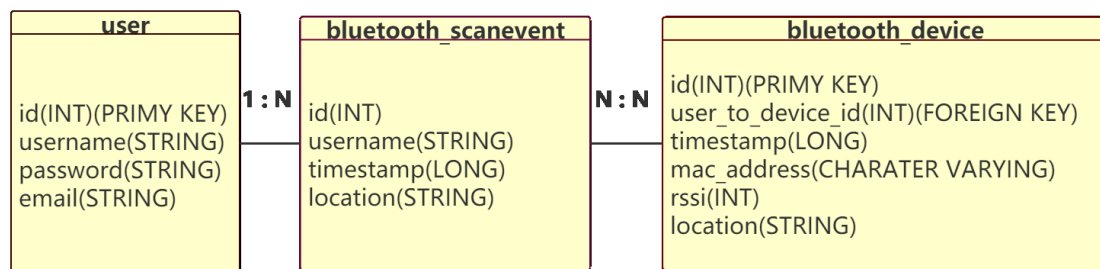 user
id(INT)(PRIMY KEY)
username(STRING)
password(STRING)
email(STRING)
1 : N
bluetooth_scanevent
id(INT)
username(STRING)
timestamp(LONG)
location(STRING)
N : N
bluetooth_device
id(INT)(PRIMY KEY)
user_to_device_id(INT)(FOREIGN KEY)
timestamp(LONG)
mac_address(CHARATER VARYING)
rssi(INT)
location(STRING)